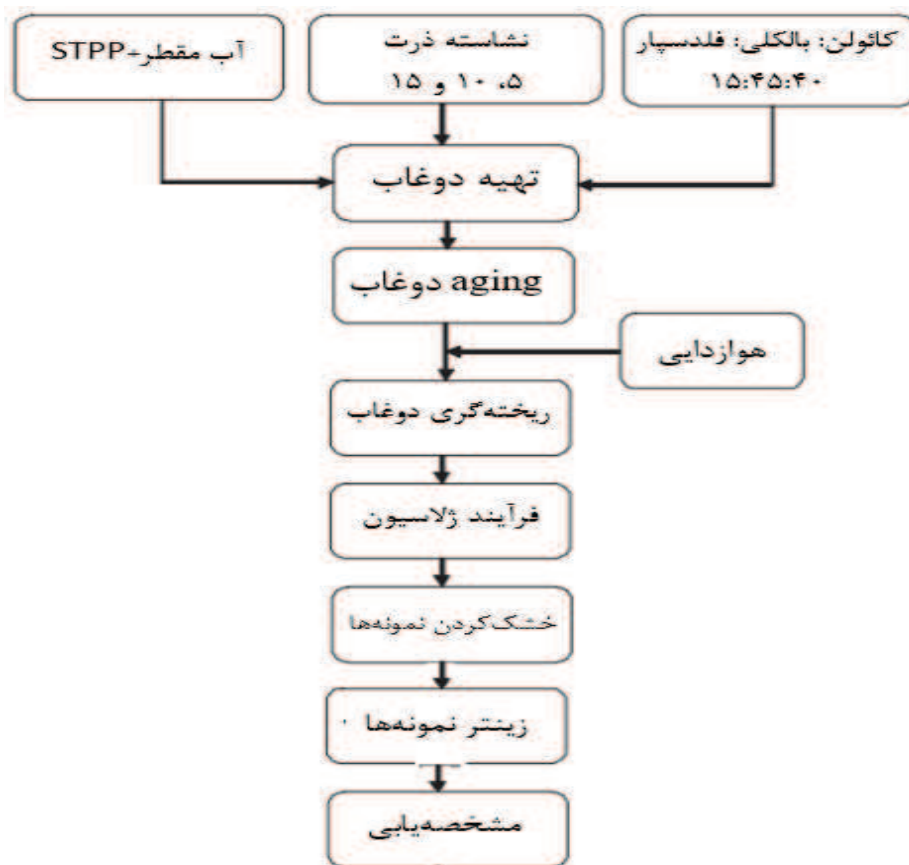 کائولن: بالکلی: فلدسپار
۱۵:۴۵:۴۰
نشاسته ذرت
۵، ۱۰ و ۱۵
آب مقطر+STPP
تهیه دوغاب
aging دوغاب
هوازدایی
ریخته‌گری دوغاب
فرآیند ژلاسیون
خشک‌کردن نمونه‌ها
زینتر نمونه‌ها
مشخصه‌یابی